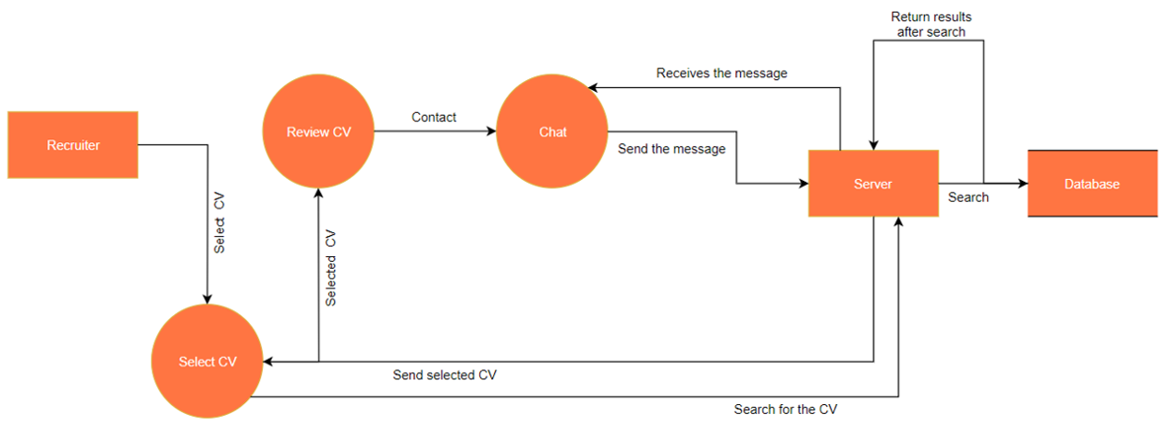 Return results
after search
Receives the message
Review CV
Contact
Chat
Recruiter
Send the message
Server
Database
Search
Select CV
Selected CV
Select CV
Send selected CV
Search for the CV